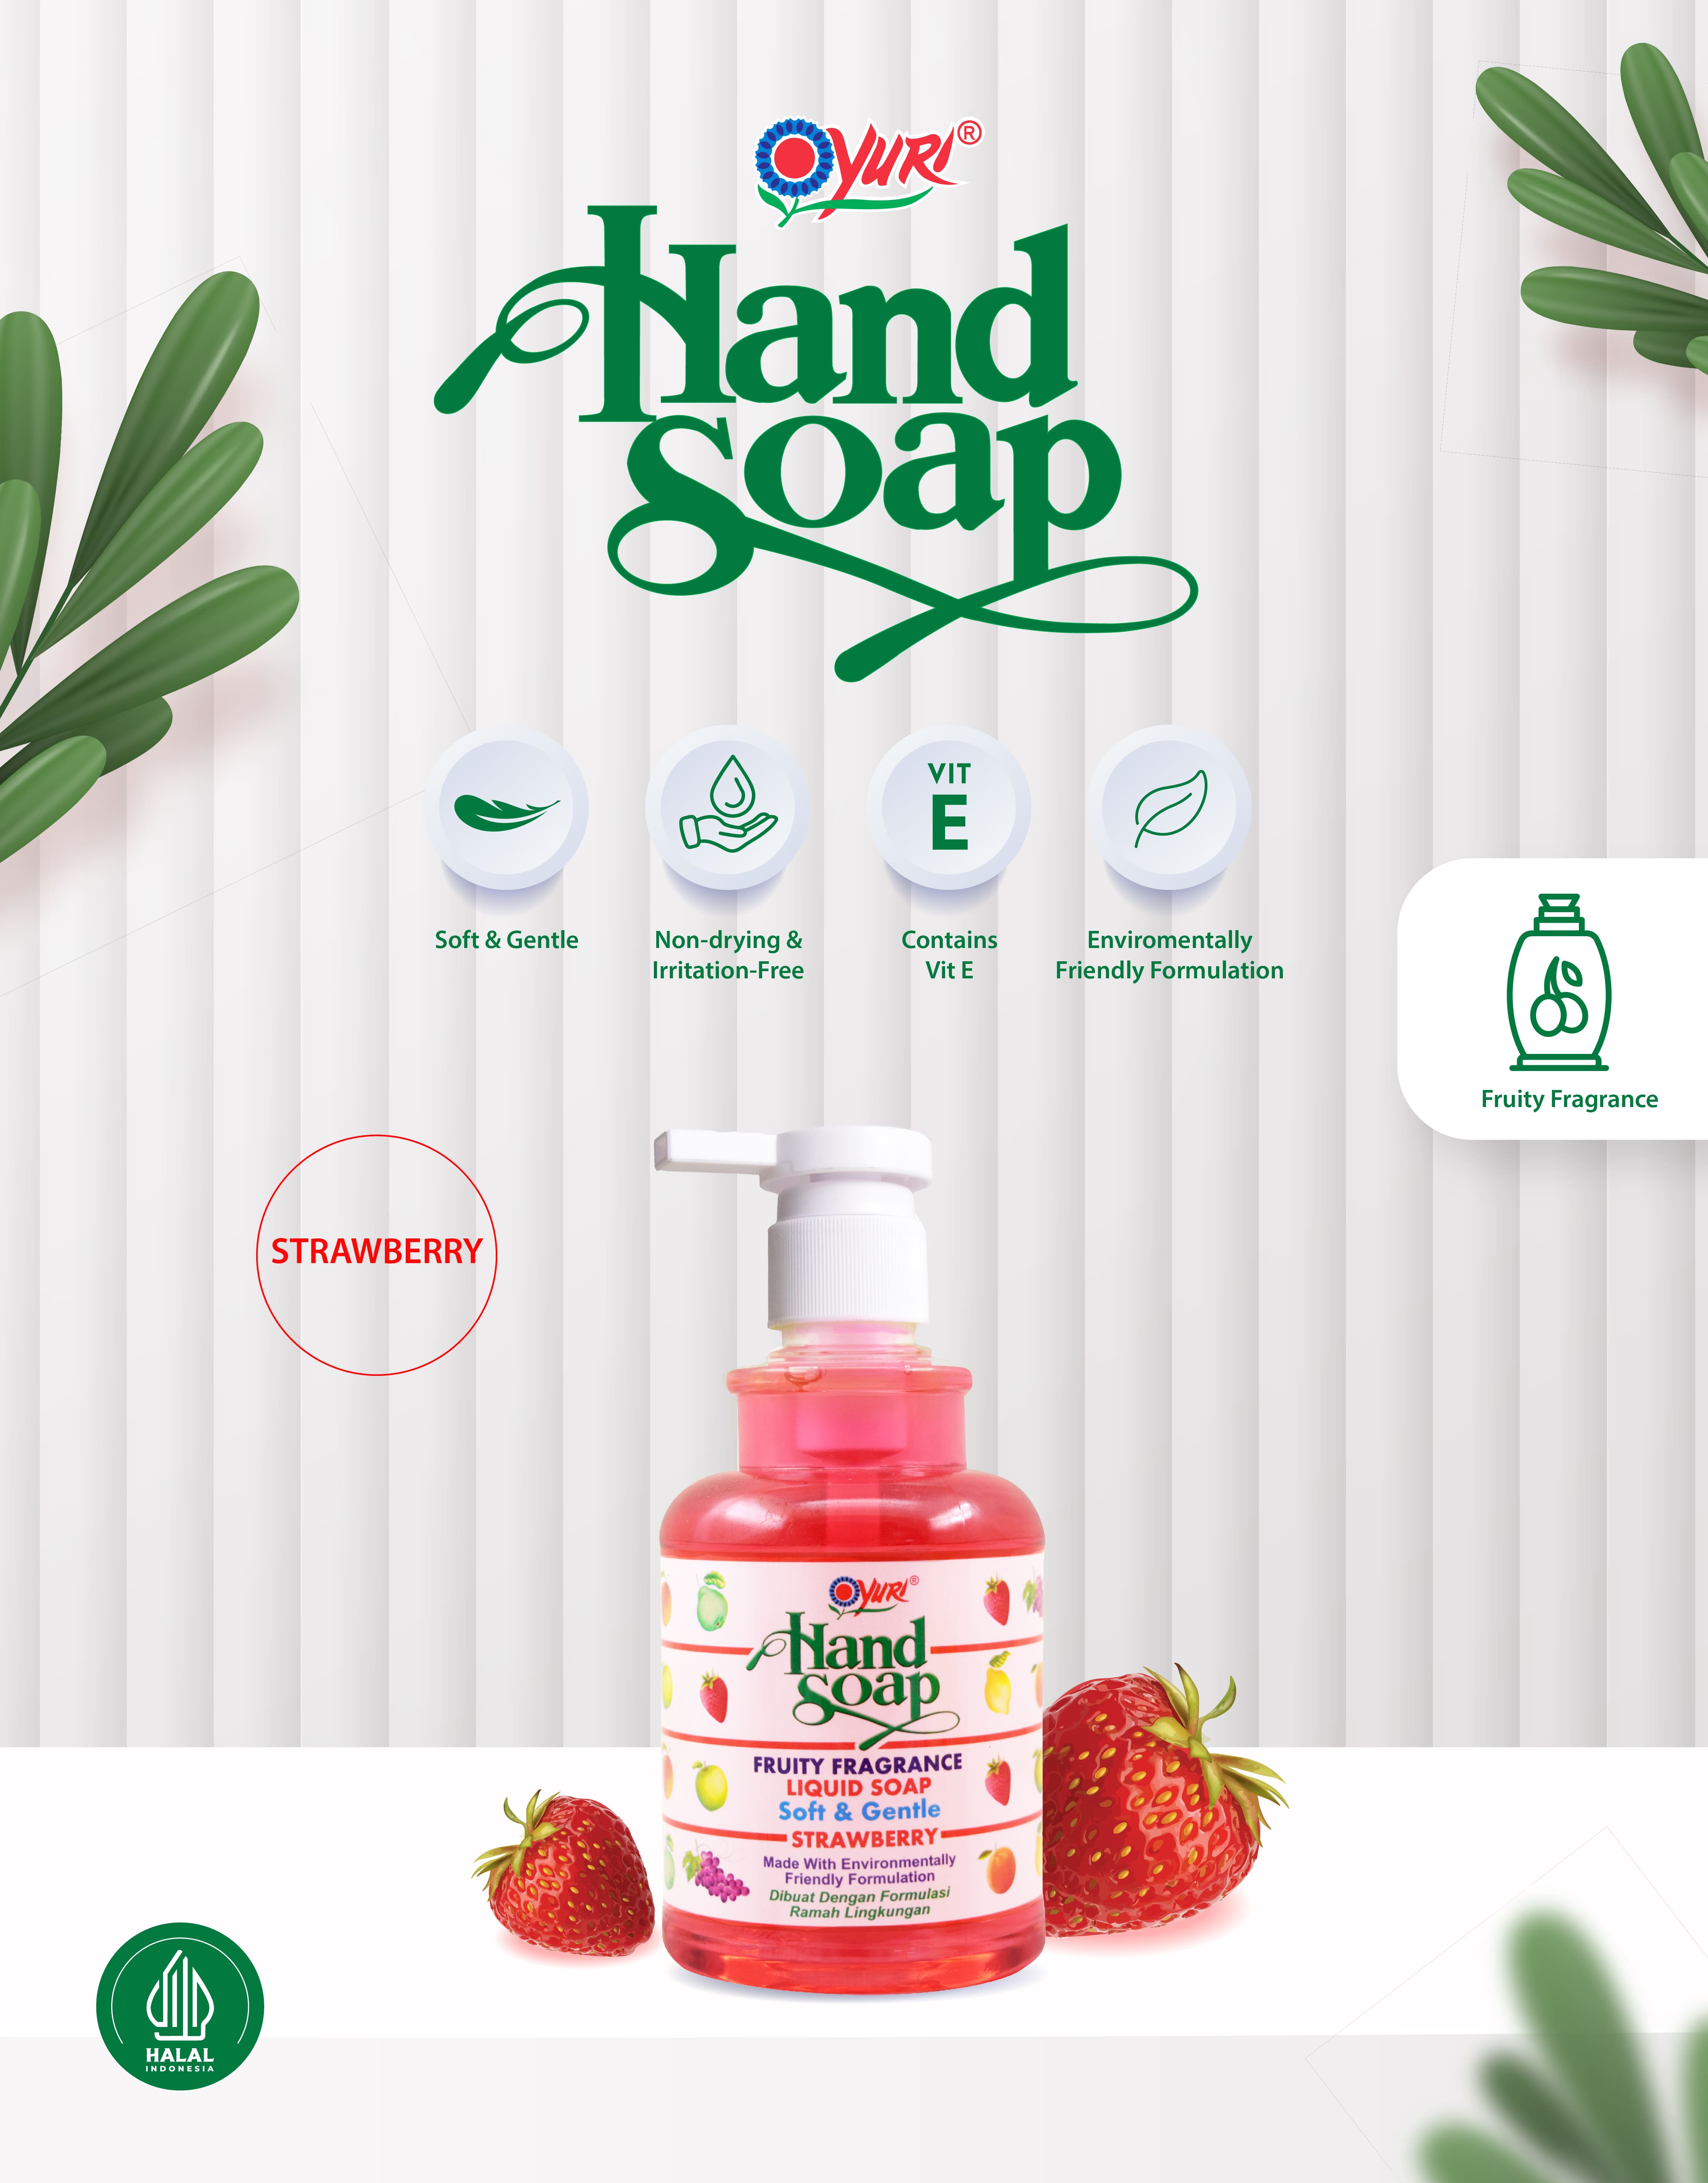 YURI®
Hand
Soap
Soft & Gentle
Non-drying &
Irritation-Free
VIT
E
Contains
Vit E
Enviromentally
Friendly Formulation
Fruity Fragrance
STRAWBERRY
YURI®
Hand
Soap
FRUITY FRAGRANCE
LIQUID SOAP
Soft & Gentle
STRAWBERRY
Made With Environmentally
Friendly Formulation
Dibuat Dengan Formulasi
Ramah Lingkungan
HALAL
INDONESIA